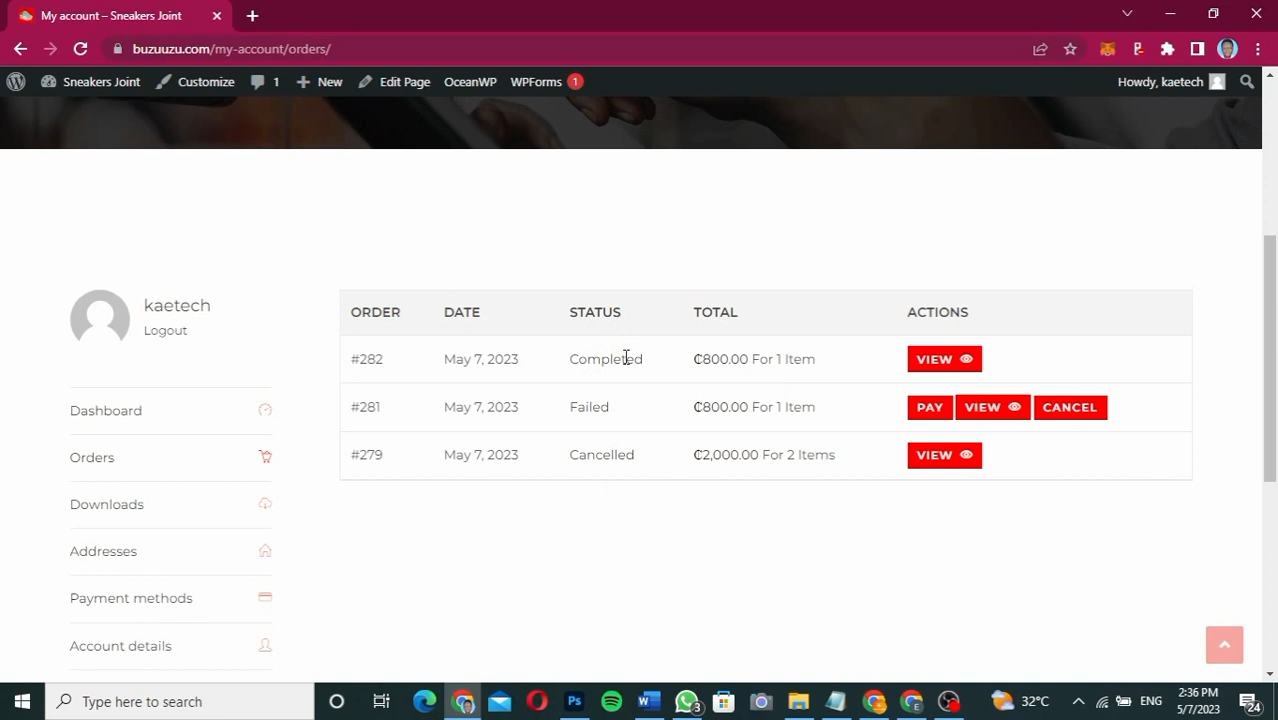 My account – Sneakers Joint
buzuuzu.com/my-account/orders/
Sneakers Joint Customize 1 New Edit Page OceanWP WPForms 1 Howdy, kaetech
kaetech
Logout
Dashboard
Orders
Downloads
Addresses
Payment methods
Account details
ORDER DATE STATUS TOTAL ACTIONS
#282 May 7, 2023 Completed ₵800.00 For 1 Item VIEW
#281 May 7, 2023 Failed ₵800.00 For 1 Item PAY VIEW CANCEL
#279 May 7, 2023 Cancelled ₵2,000.00 For 2 Items VIEW
Type here to search Ps W 3 E 32°C ENG 2:36 PM
5/7/2023 24